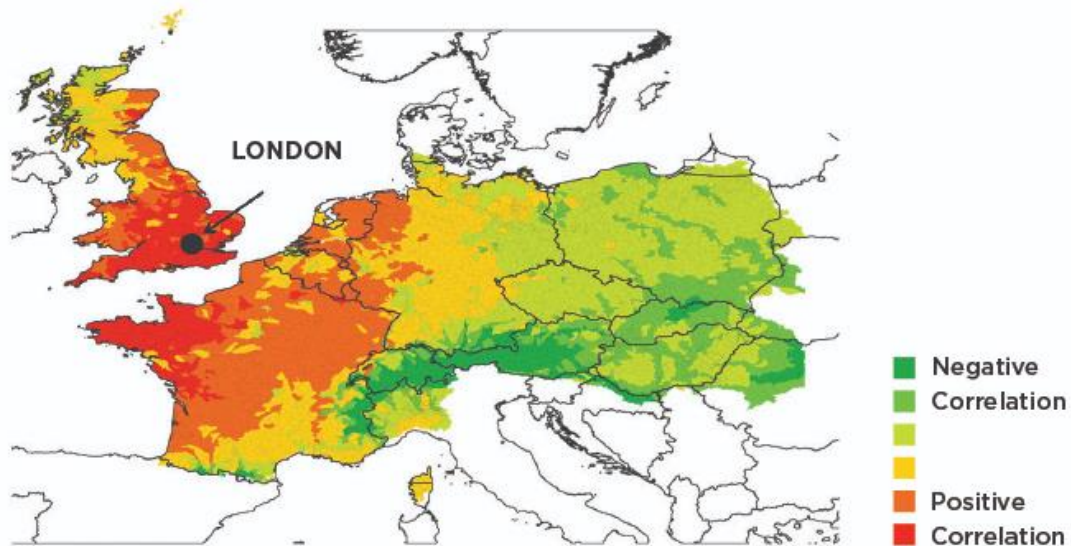 LONDON
Negative
Correlation
Positive
Correlation